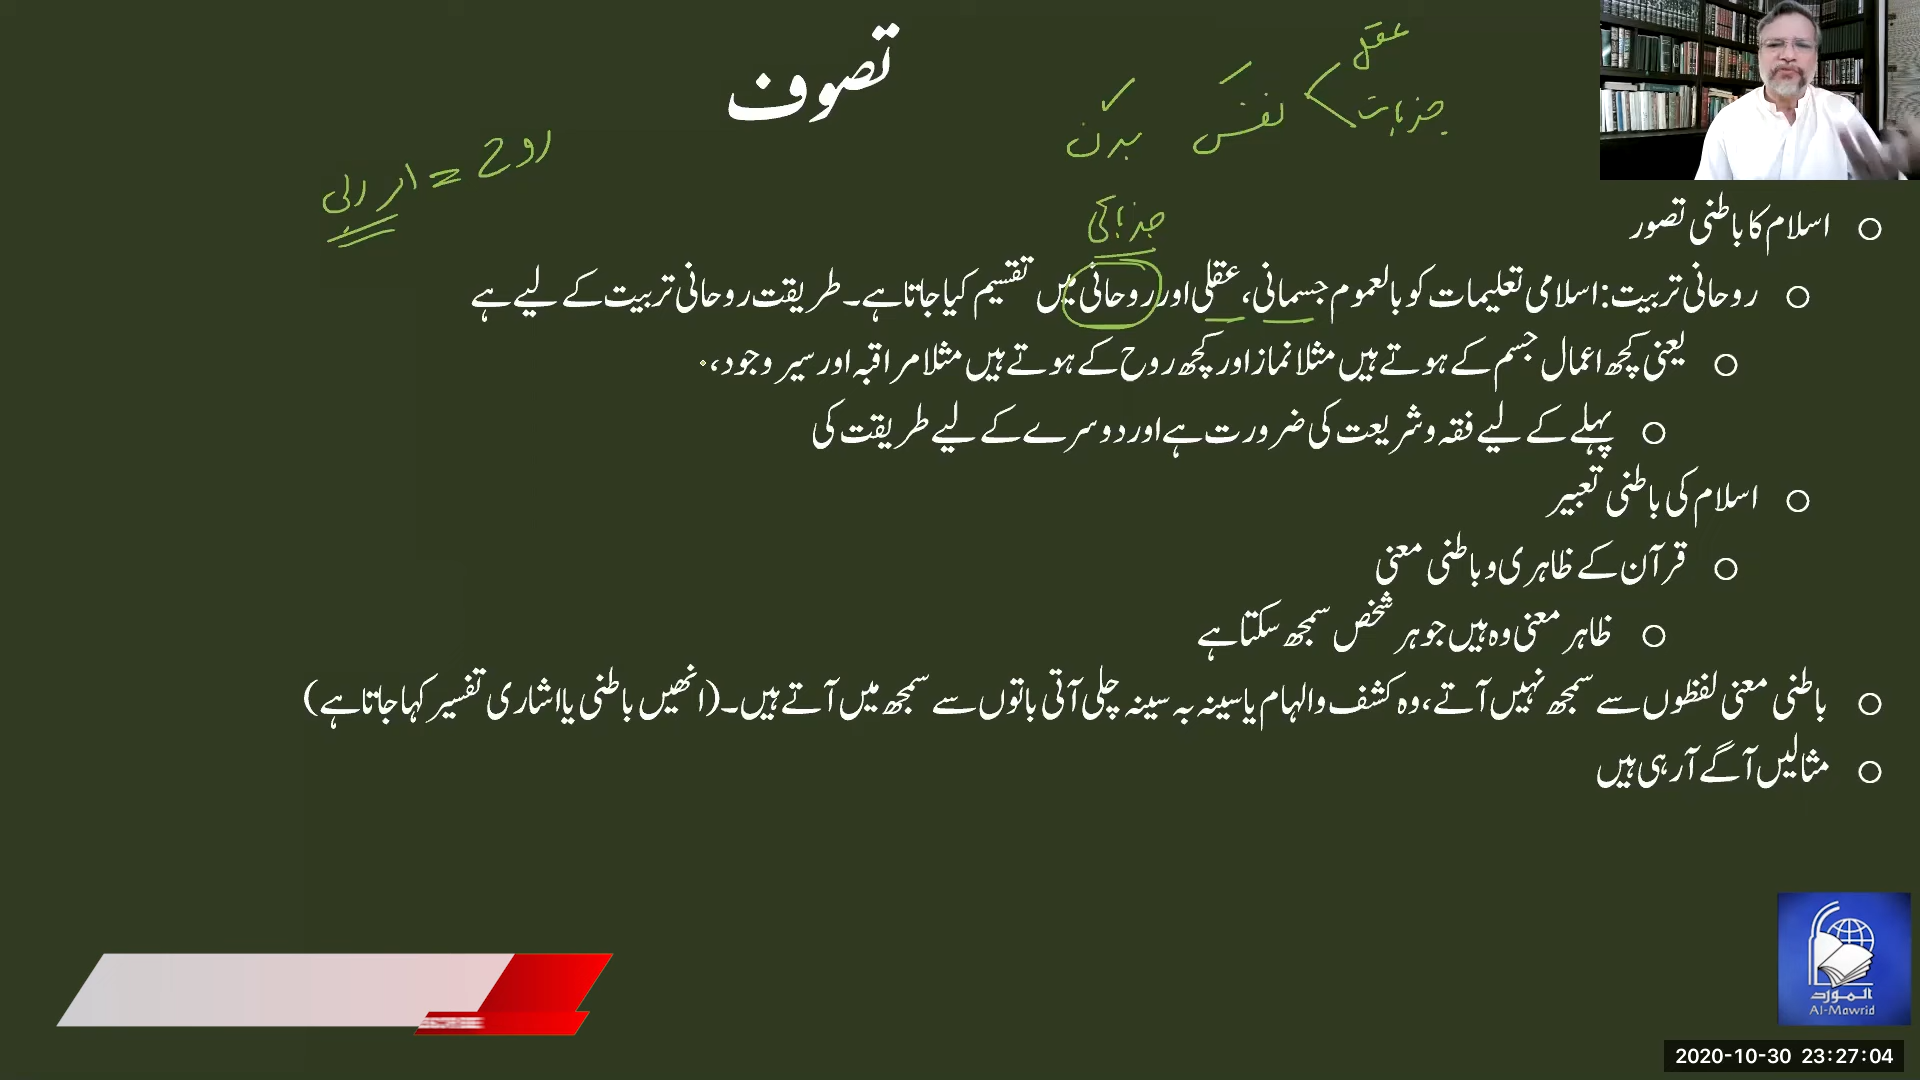 تصوف
عقل
جذبات
نفس
بدن
روح =
جذباتی
اسلام کا باطنی تصور
روحانی تربیت: اسلامی تعلیمات کو بالعموم جسمانی، عقلی اور روحانی میں تقسیم کیا جاتا ہے۔ طریقت روحانی تربیت کے لیے ہے
یعنی کچھ اعمال جسم کے ہوتے ہیں مثلا نماز اور کچھ روح کے ہوتے ہیں مثلا مراقبہ اور سیر وجود،
پہلے کے لیے فقہ و شریعت کی ضرورت ہے اور دوسرے کے لیے طریقت کی
اسلام کی باطنی تعبیر
قرآن کے ظاہری و باطنی معنی
ظاہر معنی وہ ہیں جو ہر شخص سمجھ سکتا ہے
باطنی معنی لفظوں سے سمجھ نہیں آتے، وہ کشف والہام یا سینہ بہ سینہ چلی آتی باتوں سے سمجھ میں آتے ہیں۔ (انھیں باطنی یا اشاری تفسیر کہا جاتا ہے)
مثالیں آگے آ رہی ہیں
المورد
Al-Mawrid
2020-10-30 23:27:04